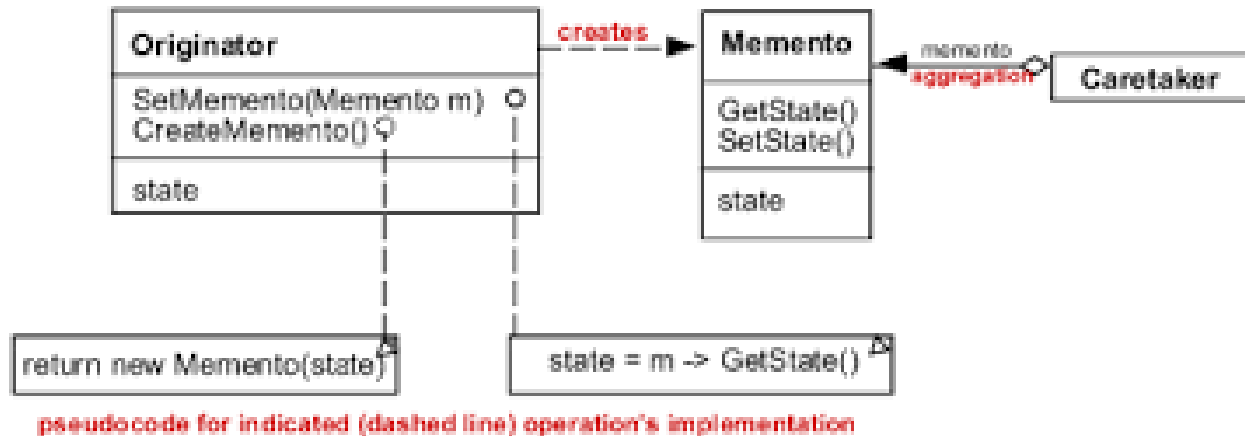 Originator
SetMemento(Memento m)
CreateMemento()
state
creates
Memento
GetState()
SetState()
state
memento
aggregation
Caretaker
return new Memento(state)
state = m -> GetState()
pseudocode for indicated (dashed line) operation's implementation